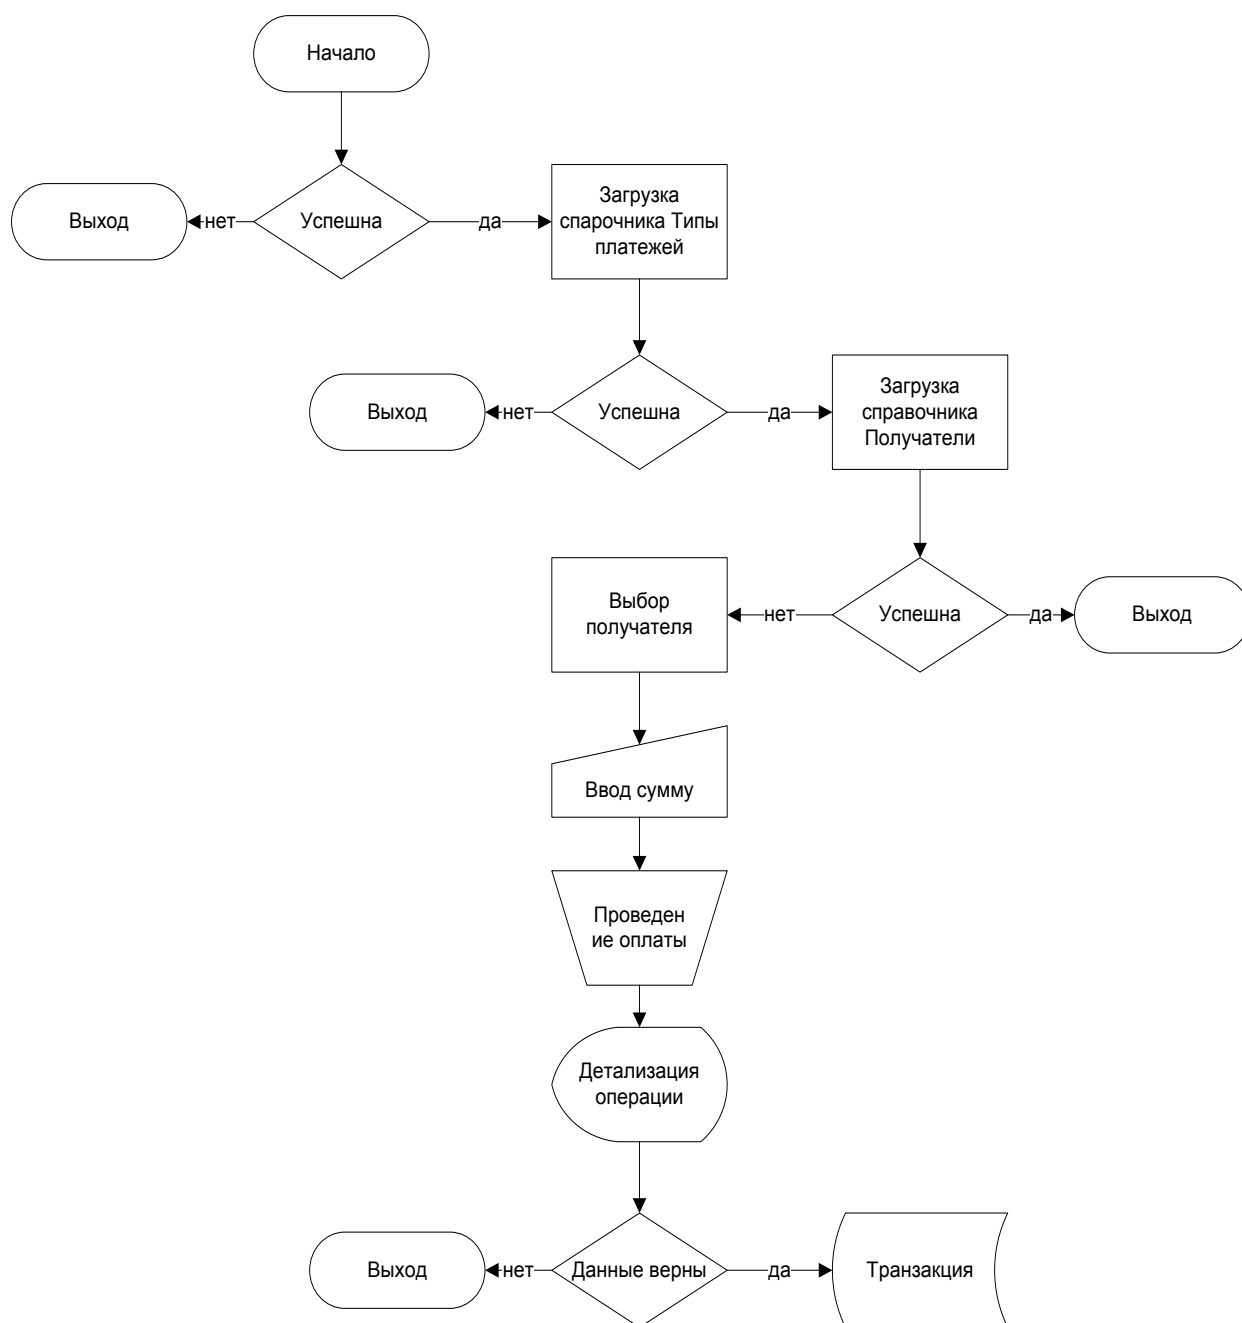 Начало
Выход
нет
Успешна
да
Загрузка
спарочника Типы
платежей
Выход
нет
Успешна
да
Загрузка
справочника
Получатели
Выбор
получателя
нет
Успешна
да
Выход
Ввод сумму
Проведен
ие оплаты
Детализация
операции
Выход
нет
Данные верны
да
Транзакция